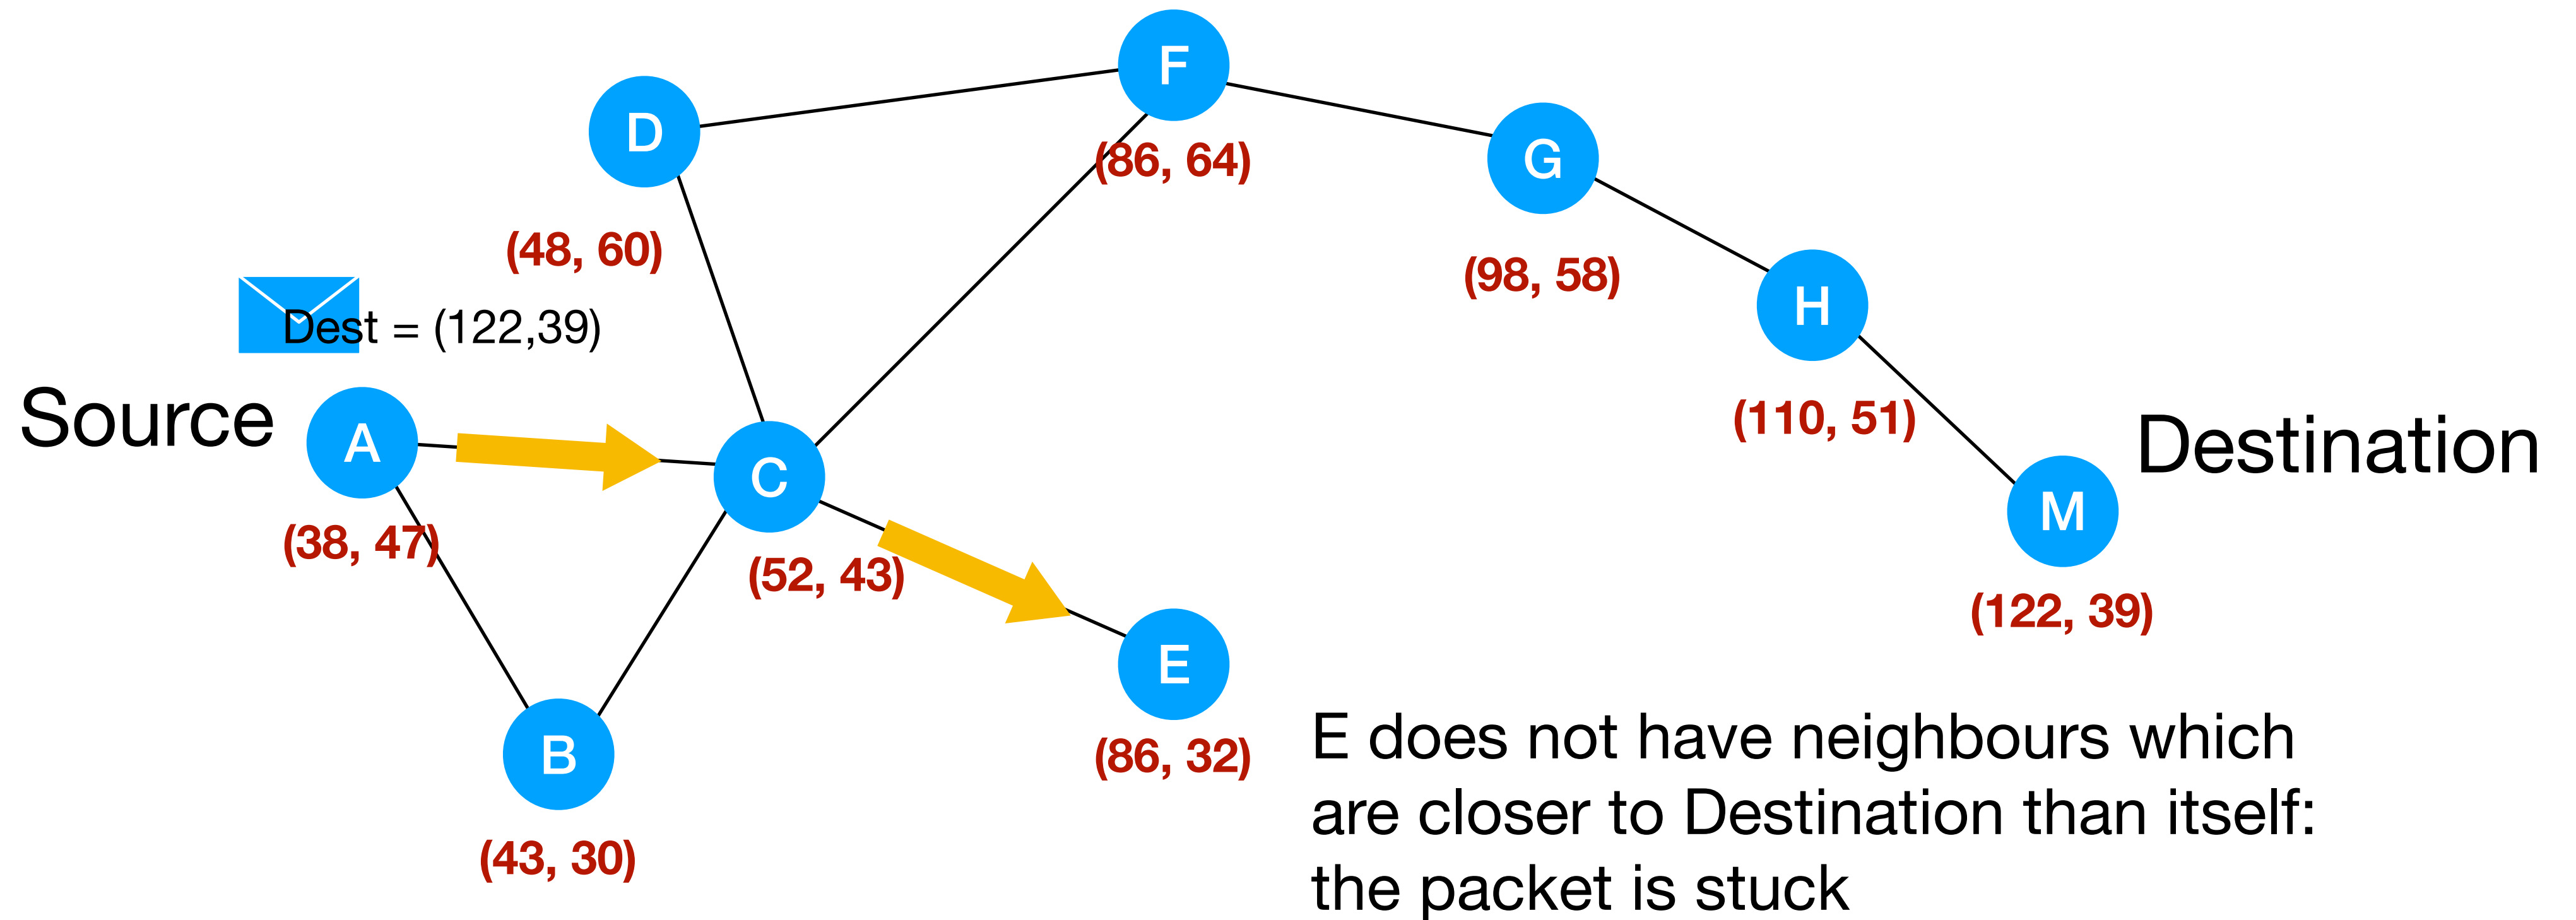 F
D
(86, 64)
G
(48, 60)
(98, 58)
H
Dest = (122,39)
Source
A
(110, 51)
Destination
C
(38, 47)
(52, 43)
M
(122, 39)
E
B
(86, 32)
(43, 30)
E does not have neighbours which
are closer to Destination than itself:
the packet is stuck